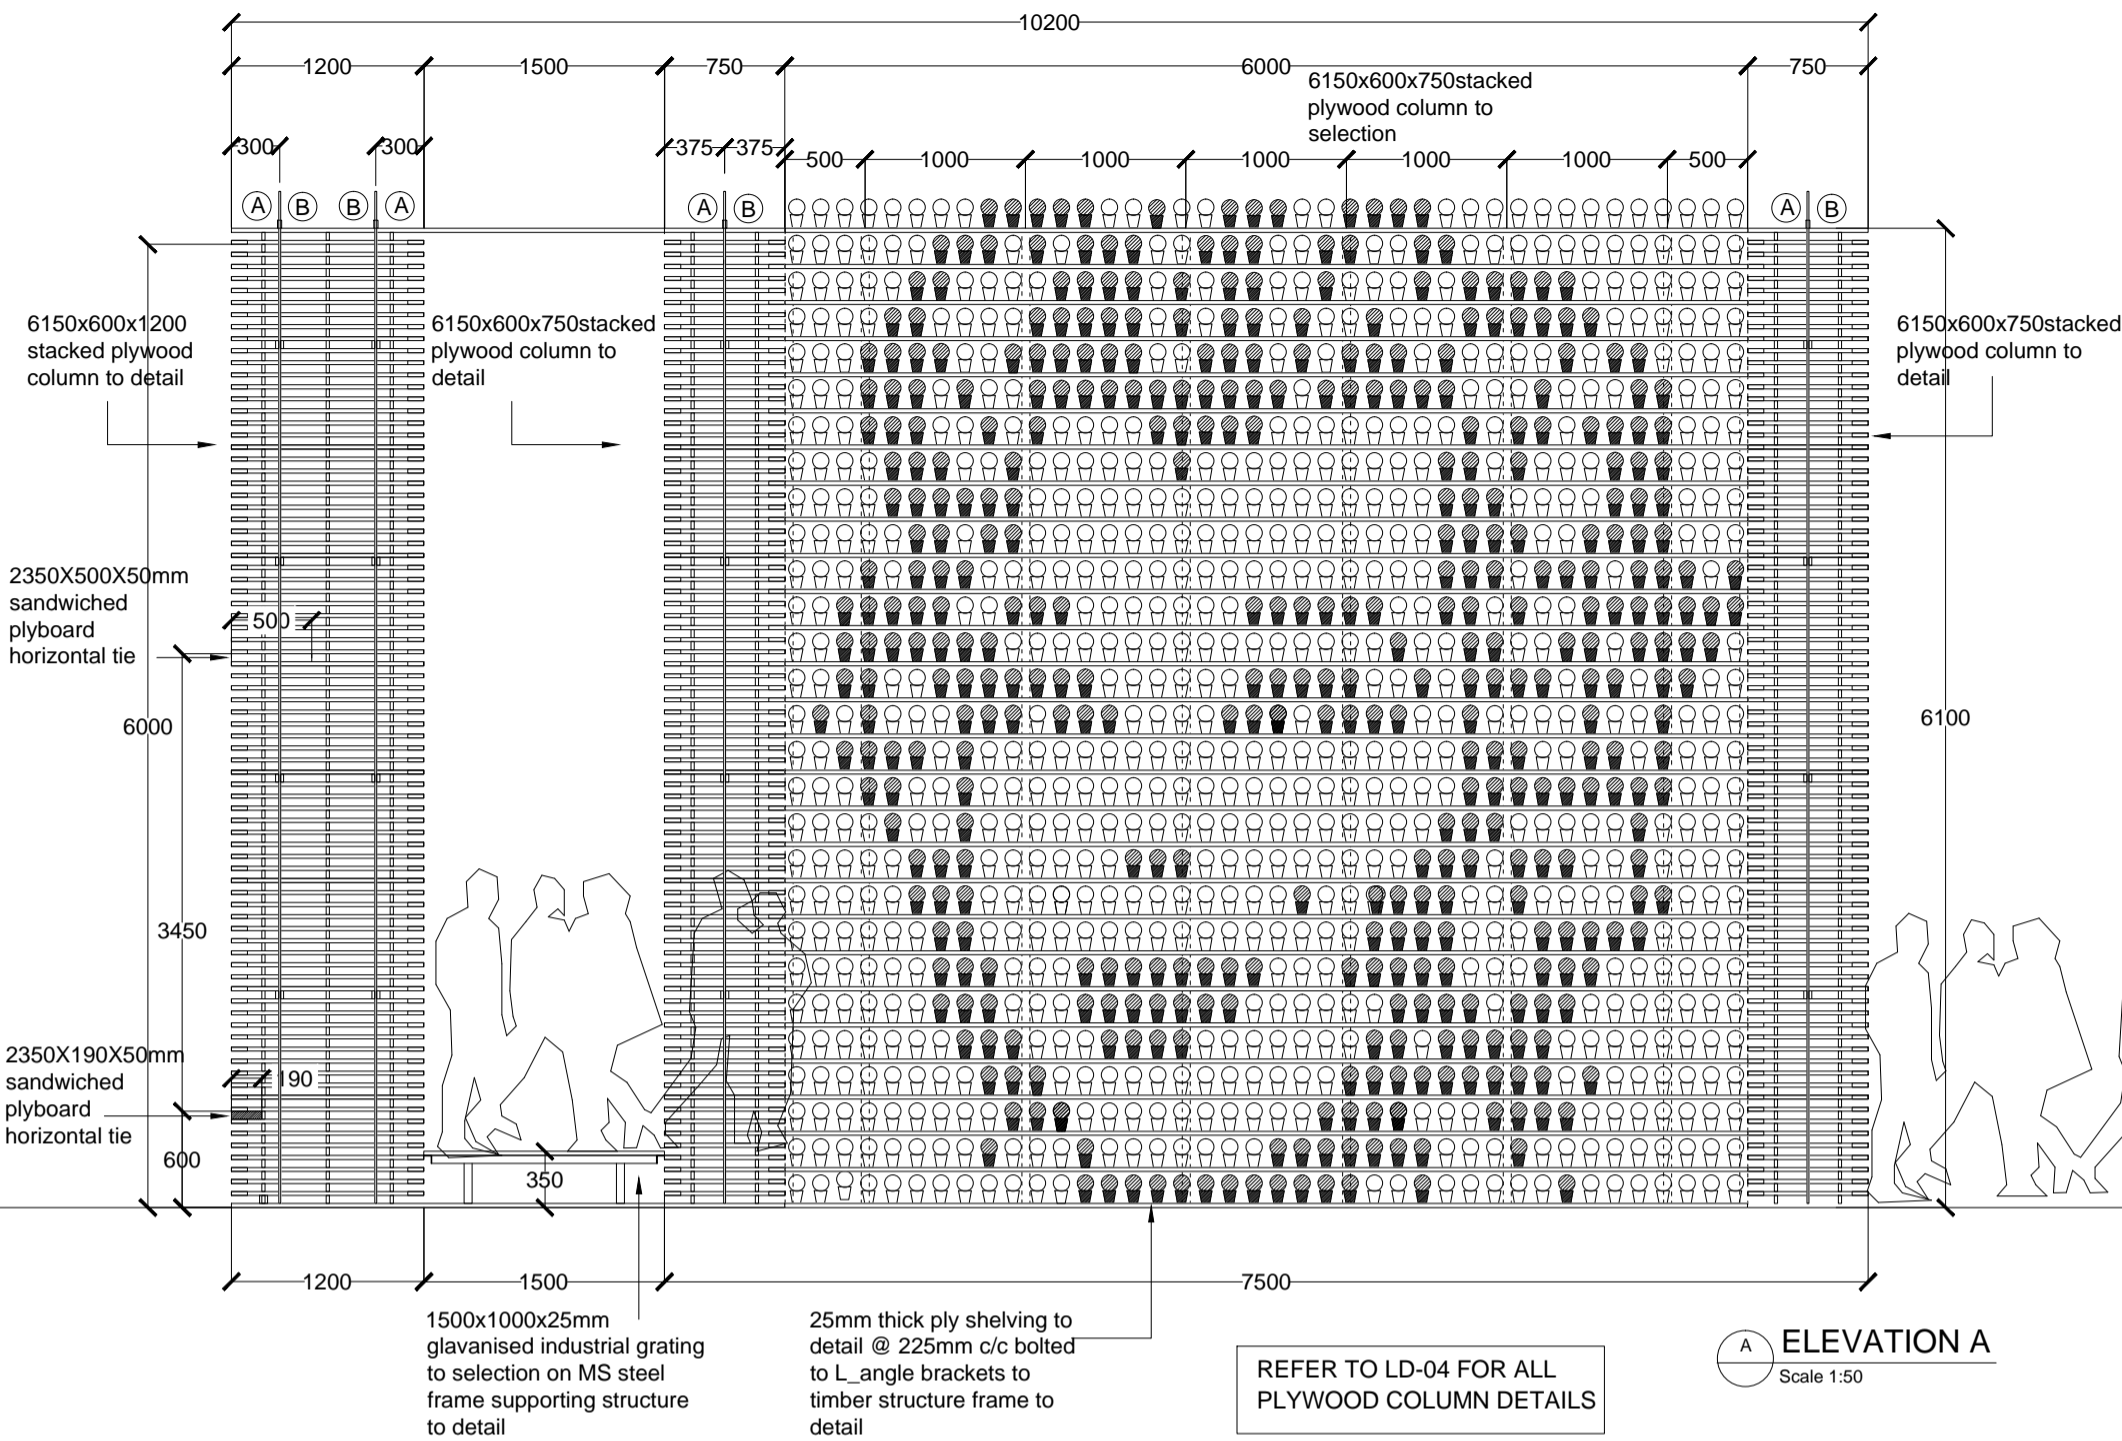 10200
1200
1500
750
6000
750
6150x600x750stacked
plywood column to
selection
300
300
375
375
500
1000
1000
1000
1000
1000
500
A
B
B
A
A
B
A
B
6150x600x1200
stacked plywood
column to detail
6150x600x750stacked
plywood column to
detail
6150x600x750stacked
plywood column to
detail
2350X500X50mm
sandwiched
plyboard
horizontal tie
500
6000
6100
3450
2350X190X50mm
sandwiched
plyboard
horizontal tie
190
600
350
1200
1500
7500
1500x1000x25mm
glavanised industrial grating
to selection on MS steel
frame supporting structure
to detail
25mm thick ply shelving to
detail @ 225mm c/c bolted
to L_angle brackets to
timber structure frame to
detail
REFER TO LD-04 FOR ALL
PLYWOOD COLUMN DETAILS
A
ELEVATION A
Scale 1:50